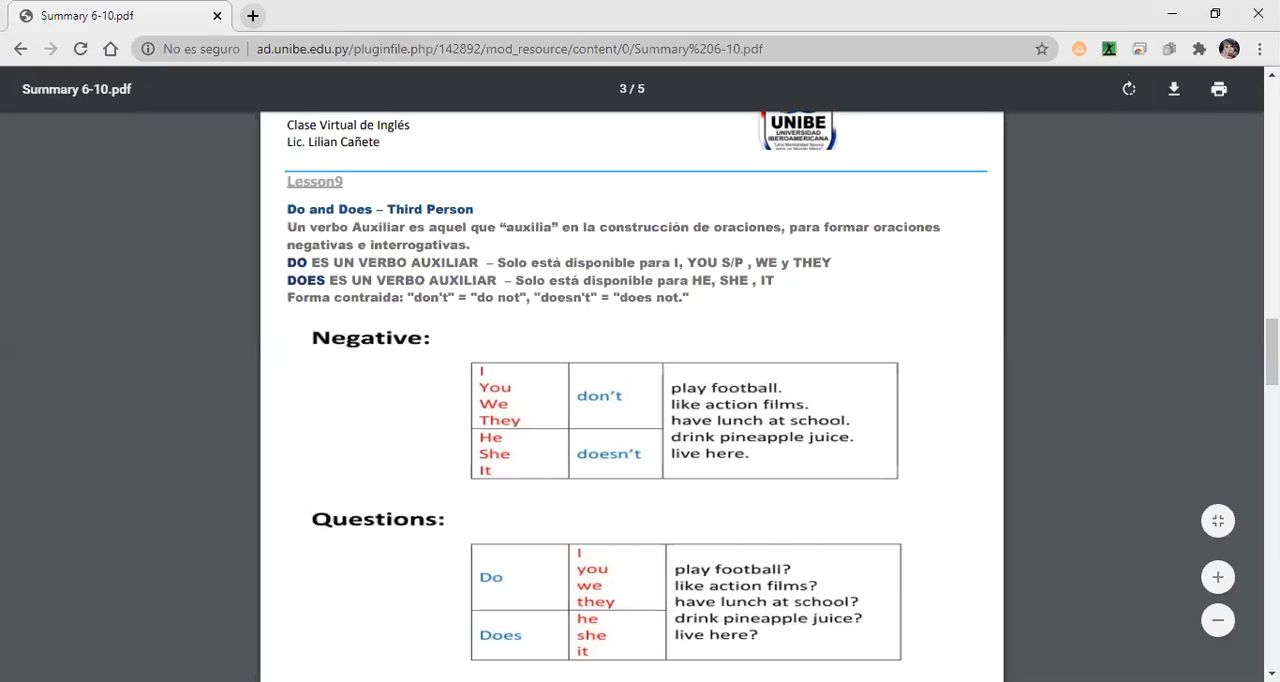 Summary 6-10.pdf
No es seguro
ad.unibe.edu.py/pluginfile.php/142892/mod_resource/content/0/Summary%206-10.pdf
Summary 6-10.pdf
3 / 5
Clase Virtual de Inglés
Lic. Lilian Cañete
UNIBE
UNIVERSIDAD
IBEROAMERICANA
Lesson9
Do and Does – Third Person
Un verbo Auxiliar es aquel que “auxilia” en la construcción de oraciones, para formar oraciones
negativas e interrogativas.
DO ES UN VERBO AUXILIAR – Solo está disponible para I, YOU S/P , WE y THEY
DOES ES UN VERBO AUXILIAR – Solo está disponible para HE, SHE , IT
Forma contraida: "don't" = "do not", "doesn't" = "does not."
Negative:
I
You
We
They
don’t
He
She
It
doesn’t
play football.
like action films.
have lunch at school.
drink pineapple juice.
live here.
Questions:
Do
I
you
we
they
Does
he
she
it
play football?
like action films?
have lunch at school?
drink pineapple juice?
live here?